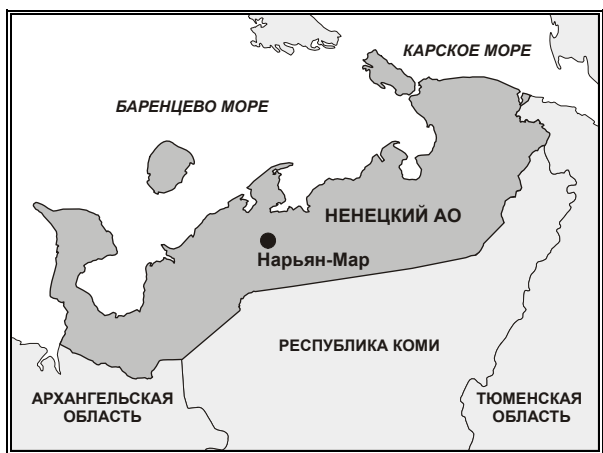 КАРСКОЕ МОРЕ
БАРЕНЦЕВО МОРЕ
НЕНЕЦКИЙ АО
Нарьян-Мар
РЕСПУБЛИКА КОМИ
АРХАНГЕЛЬСКАЯ
ОБЛАСТЬ
ТЮМЕНСКАЯ
ОБЛАСТЬ